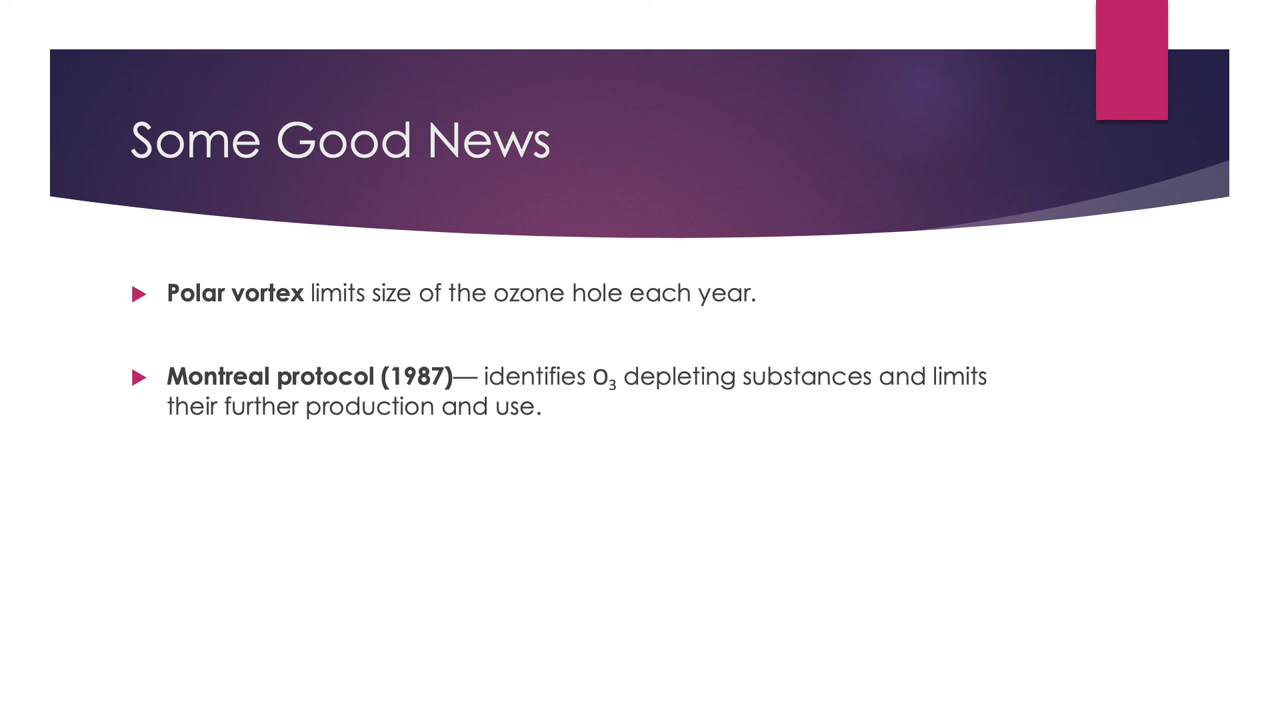 Some Good News
Polar vortex limits size of the ozone hole each year.
Montreal protocol (1987)— identifies O₃ depleting substances and limits
their further production and use.